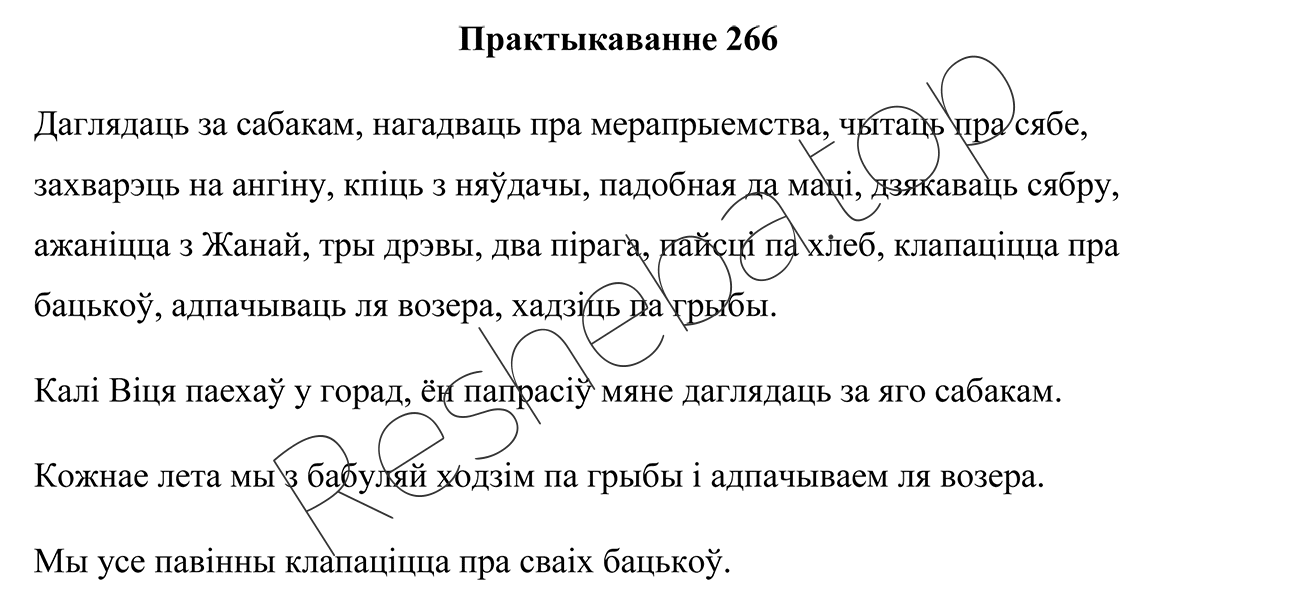 Практыкаванне 266
Даглядаць за сабакам, нагадваць пра мерапрыемства, чытаць пра сябе,
захварэць на ангіну, кпіць з няўдачы, падобная да маці, дзякаваць сябру,
ажаніцца з Жанай, тры дрэвы, два пірага, пайсці па хлеб, клапаціцца пра
бацькоў, адпачываць ля возера, хадзіць па грыбы.
Калі Віця паехаў у горад, ён папрасіў мяне даглядаць за яго сабакам.
Кожнае лета мы з бабуляй ходзім па грыбы і адпачываем ля возера.
Мы усе павінны клапаціцца пра сваіх бацькоў.
Resheba.top